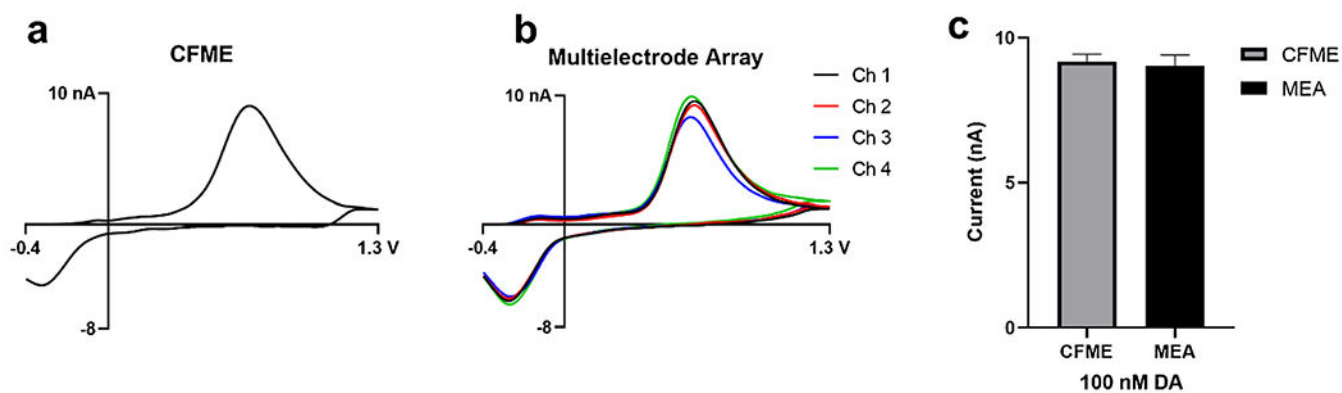 a
CFME
10 nA
-0.4
1.3 V
-8
b
Multielectrode Array
10 nA
Ch 1
Ch 2
Ch 3
Ch 4
-0.4
1.3 V
-8
c
10
5
0
Current (nA)
CFME
MEA
100 nM DA
CFME
MEA